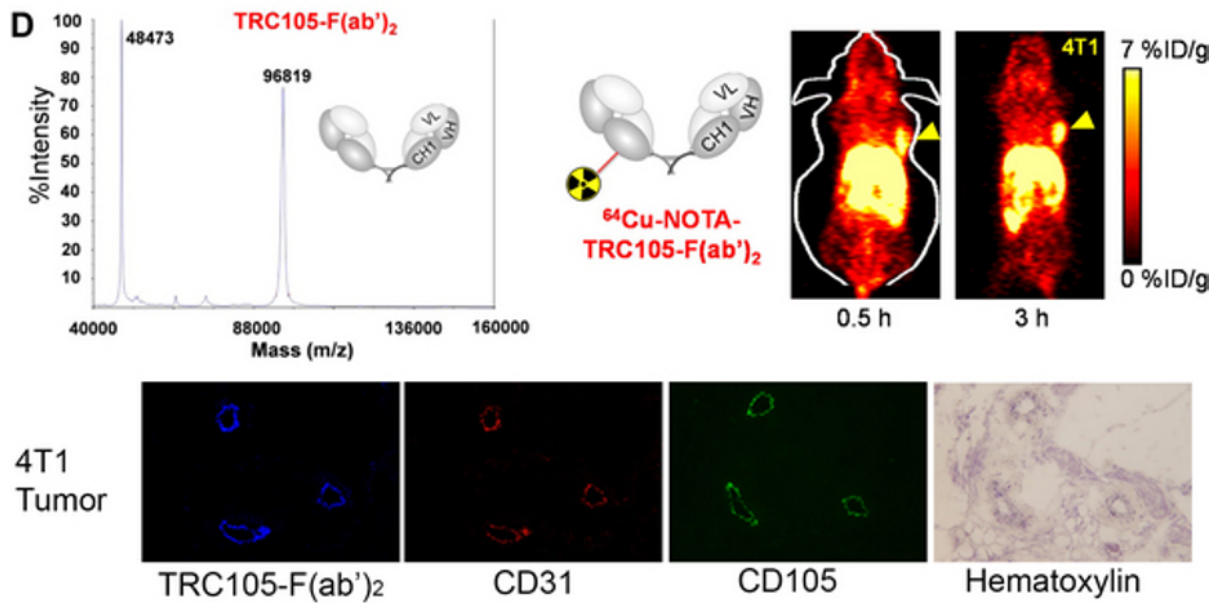 D
TRC105-F(ab')₂
%Intensity
100
90
80
70
60
50
40
30
20
10
48473
96819
VL
VH
CH1
40000
88000
136000
160000
Mass (m/z)
VL
VH
CH1
⁶⁴Cu-NOTA-
TRC105-F(ab')₂
4T1
0.5 h
3 h
7 %ID/g
0 %ID/g
4T1
Tumor
TRC105-F(ab')₂
CD31
CD105
Hematoxylin